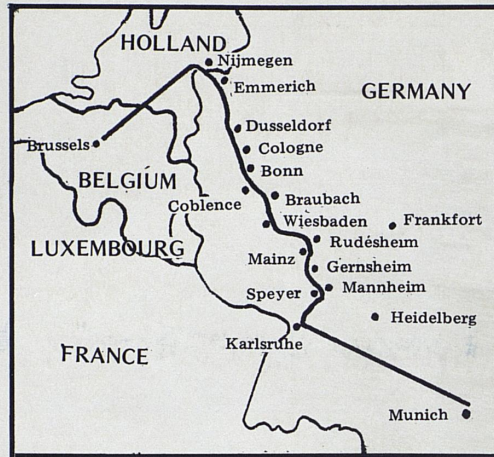 HOLLAND
Nijmegen
Emmerich
GERMANY
Dusseldorf
Brussels
Cologne
Bonn
BELGIUM
Braubach
Coblence
Wiesbaden
Frankfort
LUXEMBOURG
Rudésheim
Mainz
Gernsheim
Speyer
Mannheim
Heidelberg
Karlsruhe
FRANCE
Munich